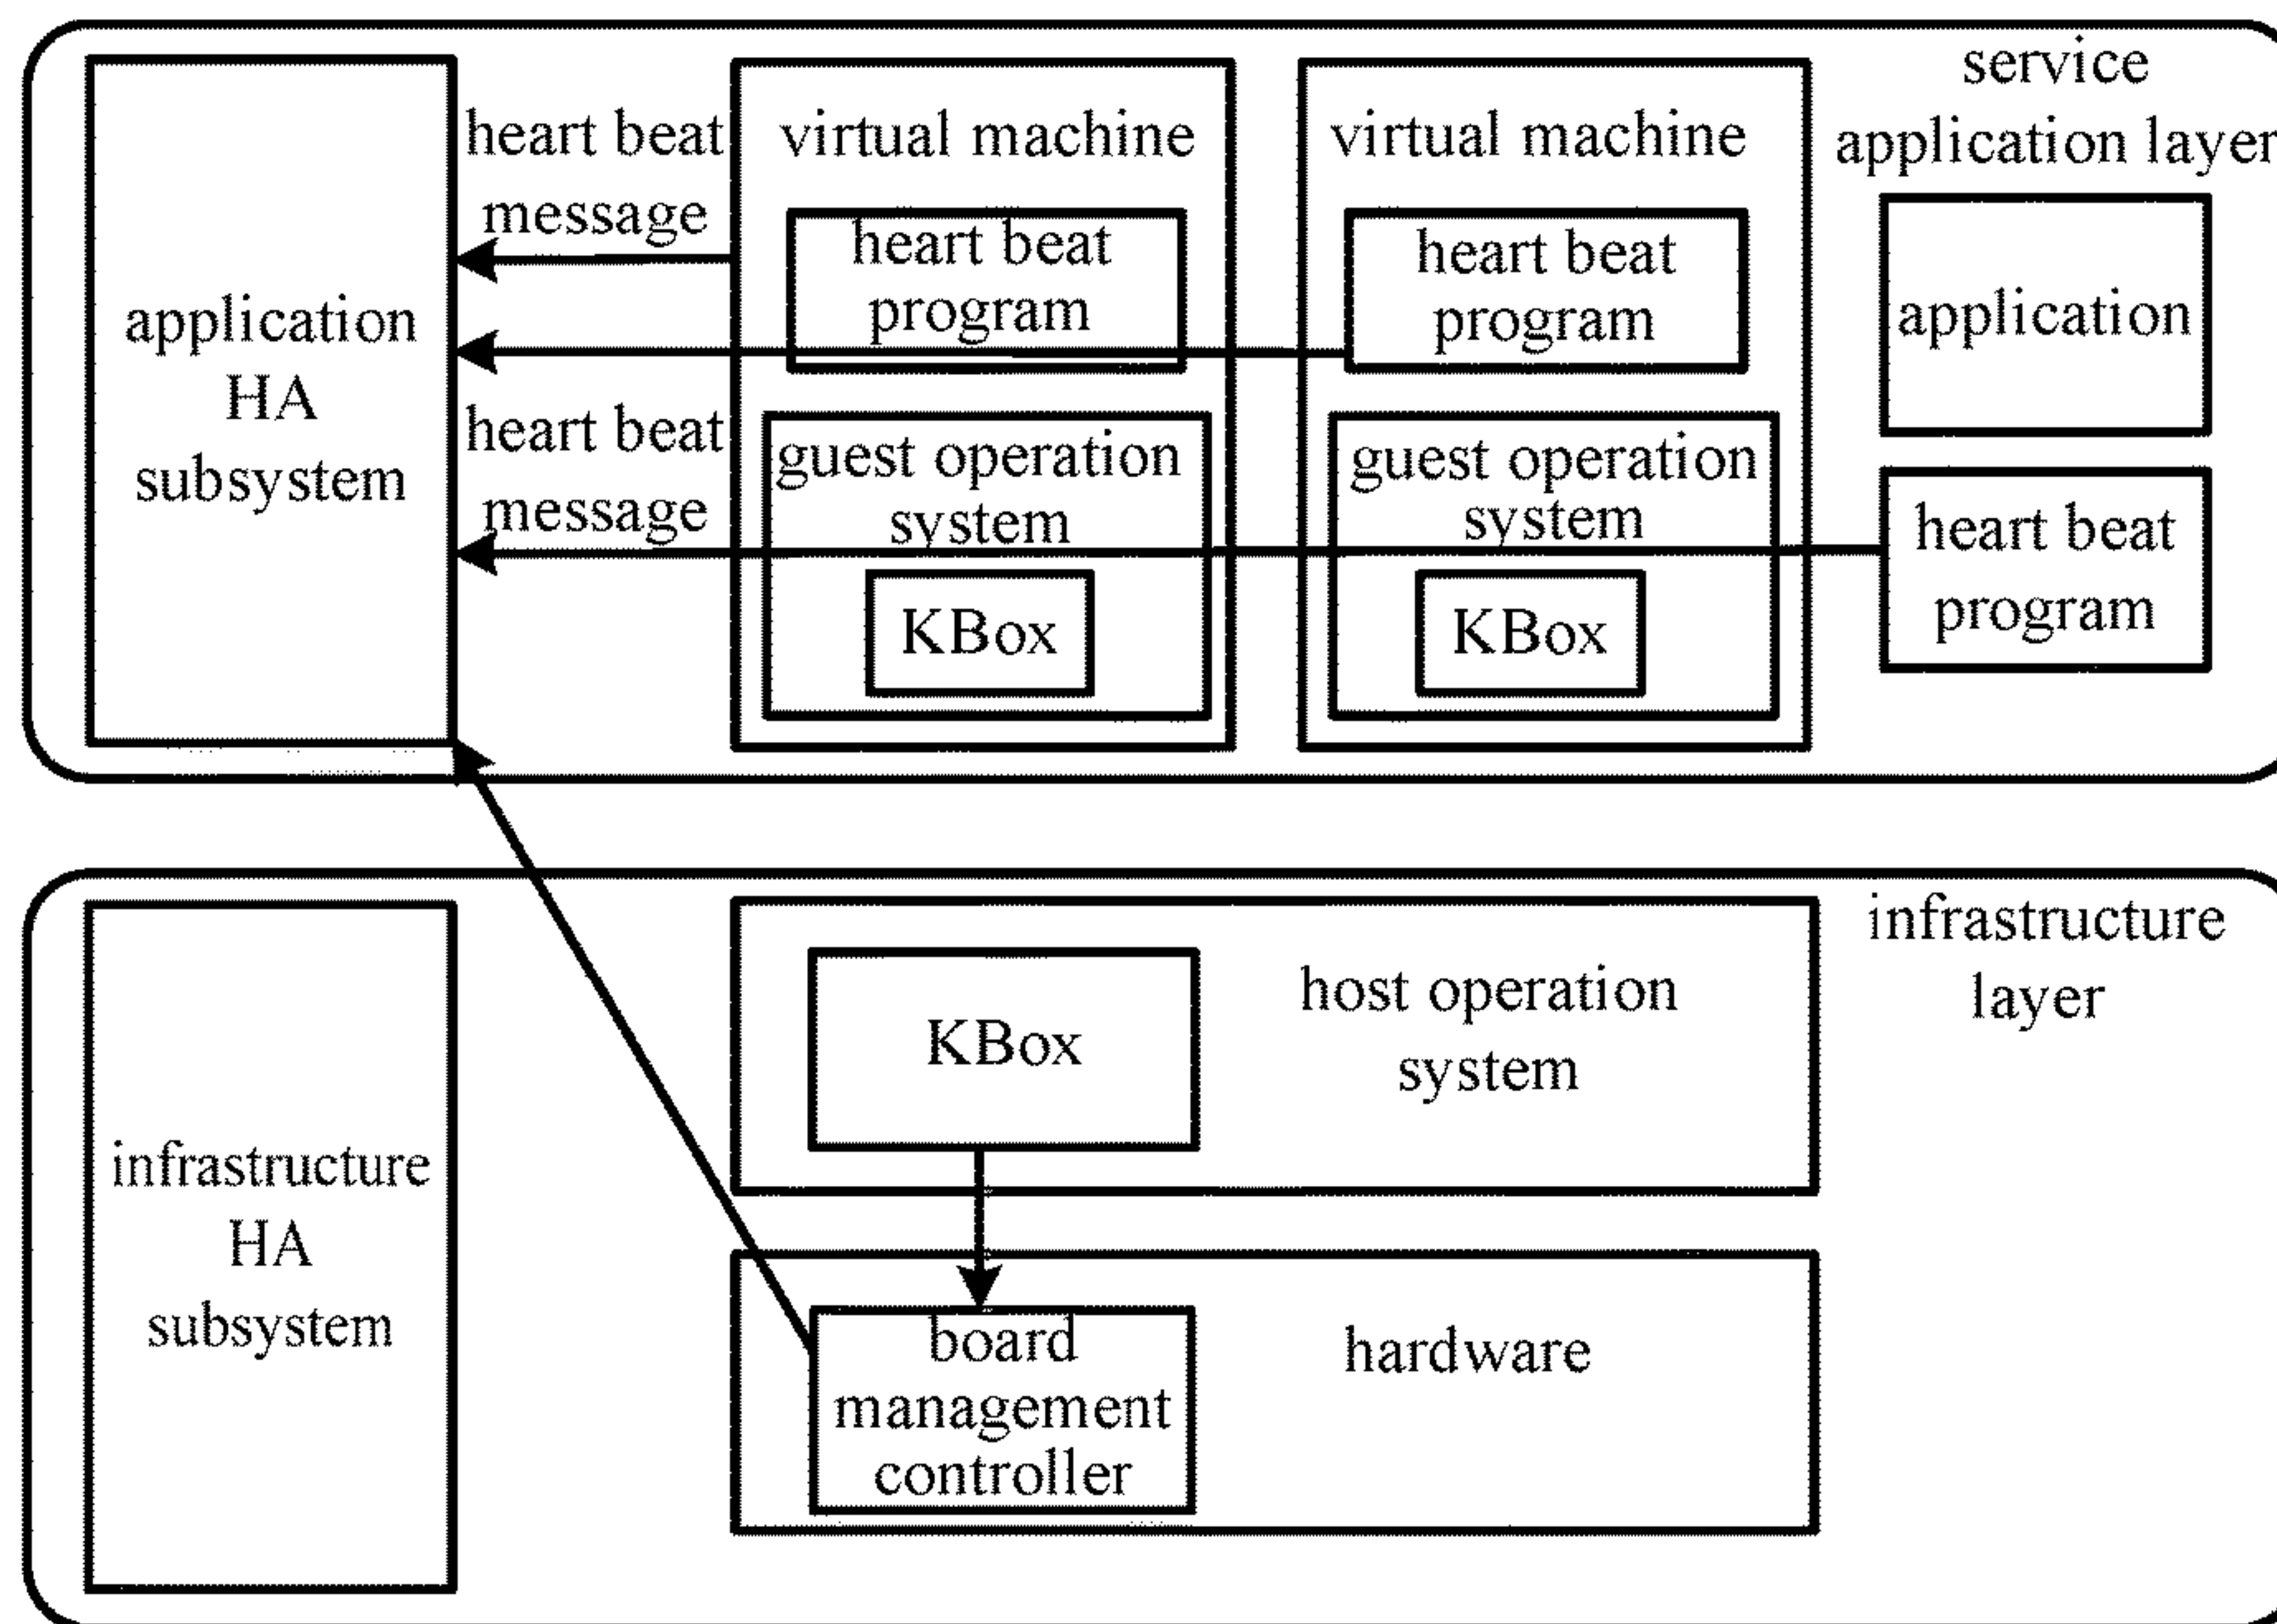 application
HA
subsystem
heart beat
message
heart beat
message
virtual machine
heart beat
program
guest operation
system
KBox
virtual machine
heart beat
program
guest operation
system
KBox
service
application layer
application
heart beat
program
infrastructure
HA
subsystem
KBox
host operation
system
infrastructure
layer
board
management
controller
hardware